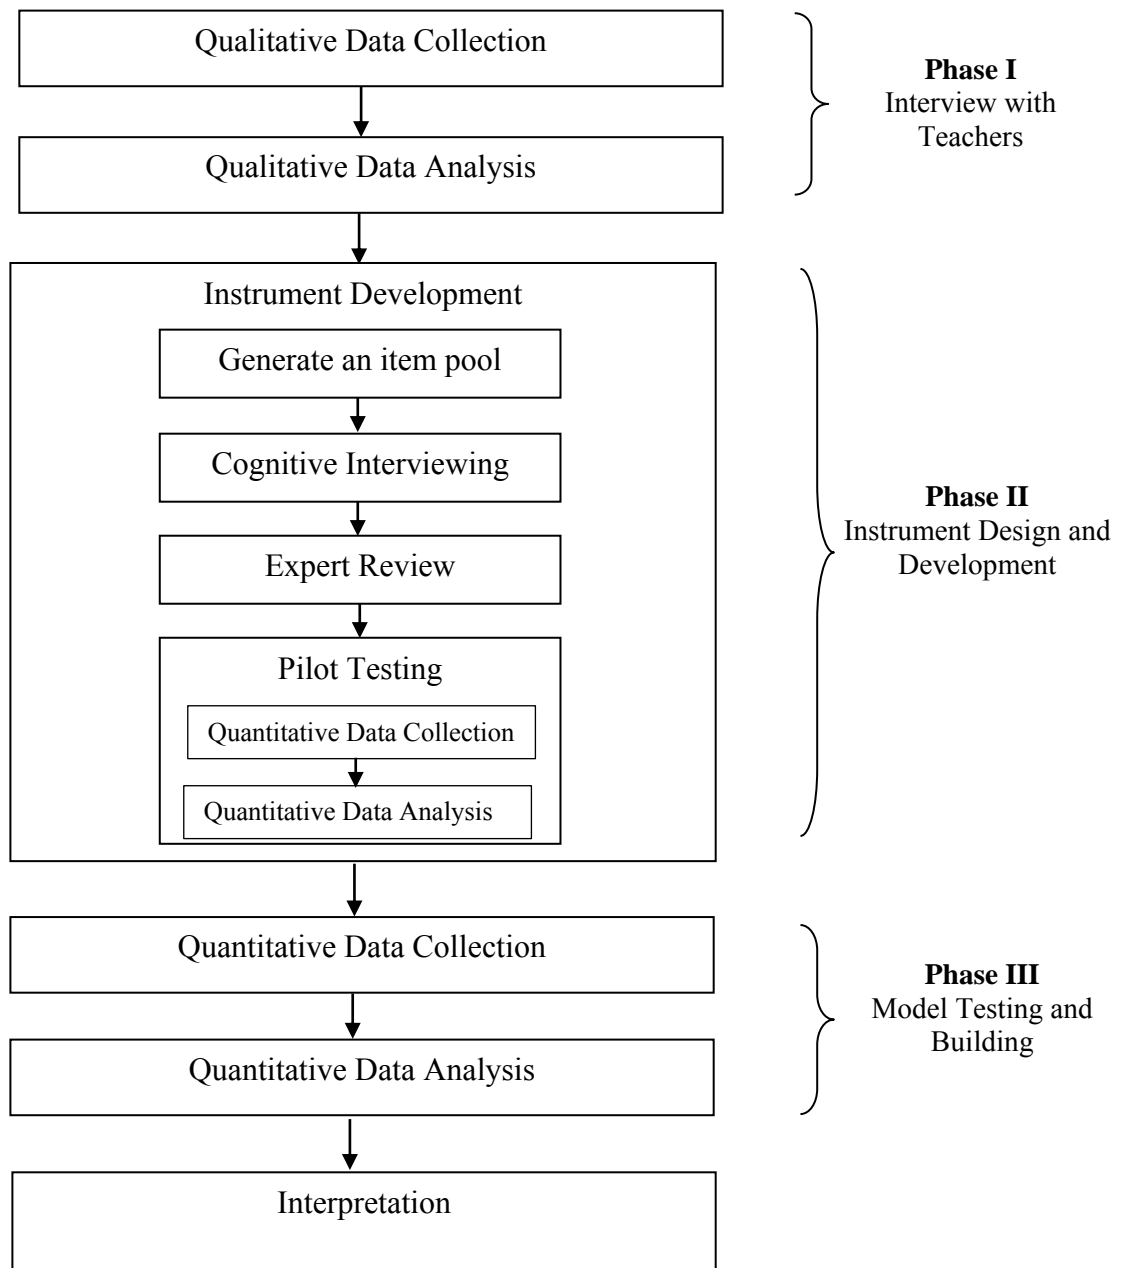 Qualitative Data Collection
Phase I
Interview with
Teachers
Qualitative Data Analysis
Instrument Development
Generate an item pool
Cognitive Interviewing
Expert Review
Pilot Testing
Quantitative Data Collection
Quantitative Data Analysis
Phase II
Instrument Design and
Development
Quantitative Data Collection
Quantitative Data Analysis
Phase III
Model Testing and
Building
Interpretation